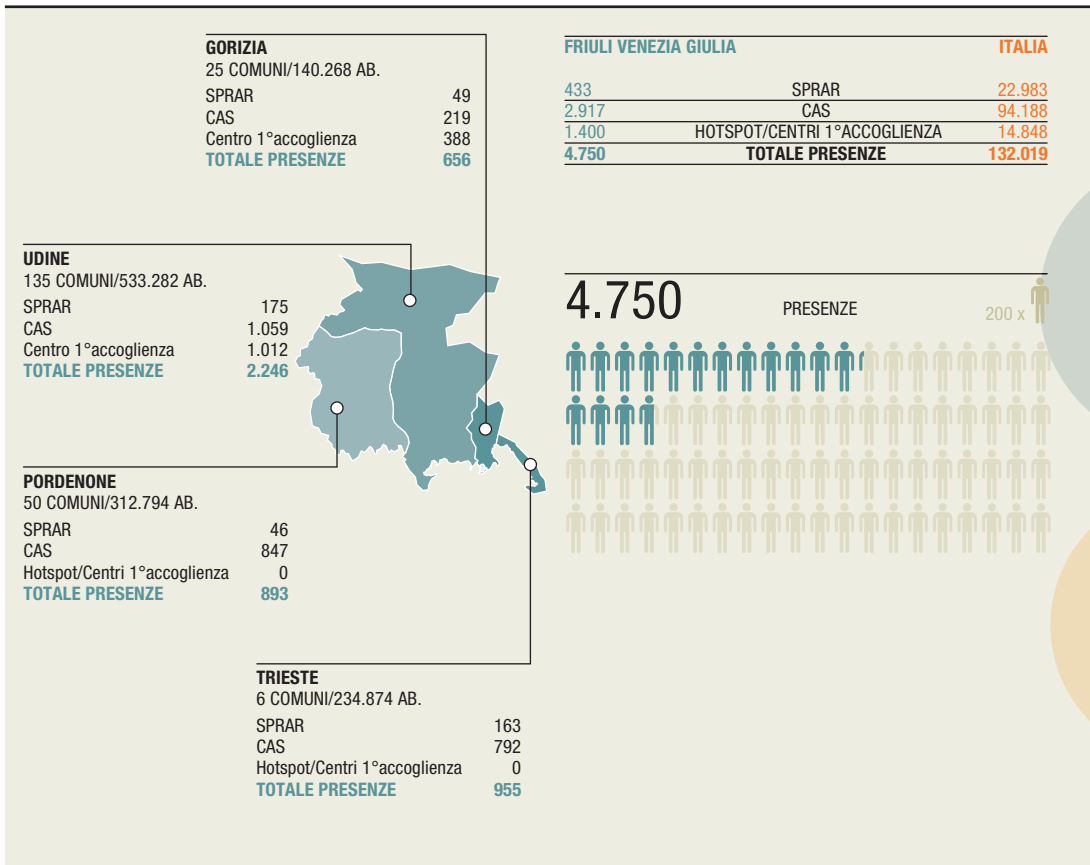 GORIZIA
25 COMUNI/140.268 AB.
SPRAR 49
CAS 219
Centro 1°accoglienza 388
TOTALE PRESENZE 656
FRIULI VENEZIA GIULIA ITALIA
433 SPRAR 22.983
2.917 CAS 94.188
1.400 HOTSPOT/CENTRI 1°ACCOGLIENZA 14.848
4.750 TOTALE PRESENZE 132.019
UDINE
135 COMUNI/533.282 AB.
SPRAR 175
CAS 1.059
Centro 1°accoglienza 1.012
TOTALE PRESENZE 2.246
4.750 PRESENZE 200 x
PORDENONE
50 COMUNI/312.794 AB.
SPRAR 46
CAS 847
Hotspot/Centri 1°accoglienza 0
TOTALE PRESENZE 893
TRIESTE
6 COMUNI/234.874 AB.
SPRAR 163
CAS 792
Hotspot/Centri 1°accoglienza 0
TOTALE PRESENZE 955